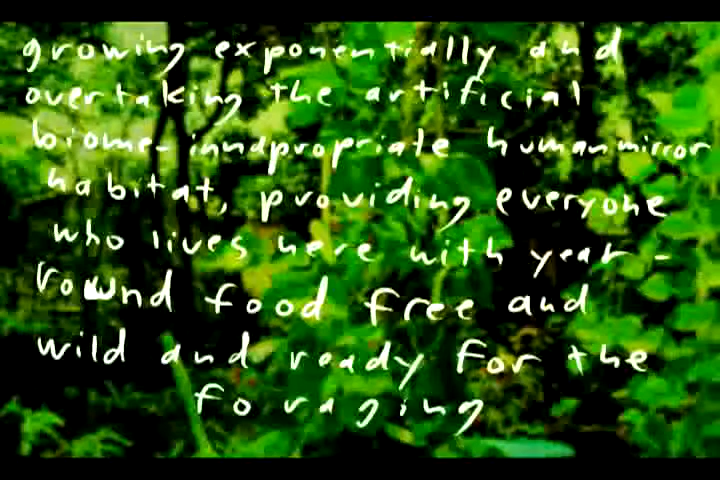 growing exponentially and
overtaking the artificial
biome-inndpropriate humanmirror
habitat, providing everyone
who lives here with year-
round food free and
wild and ready for the
foraging